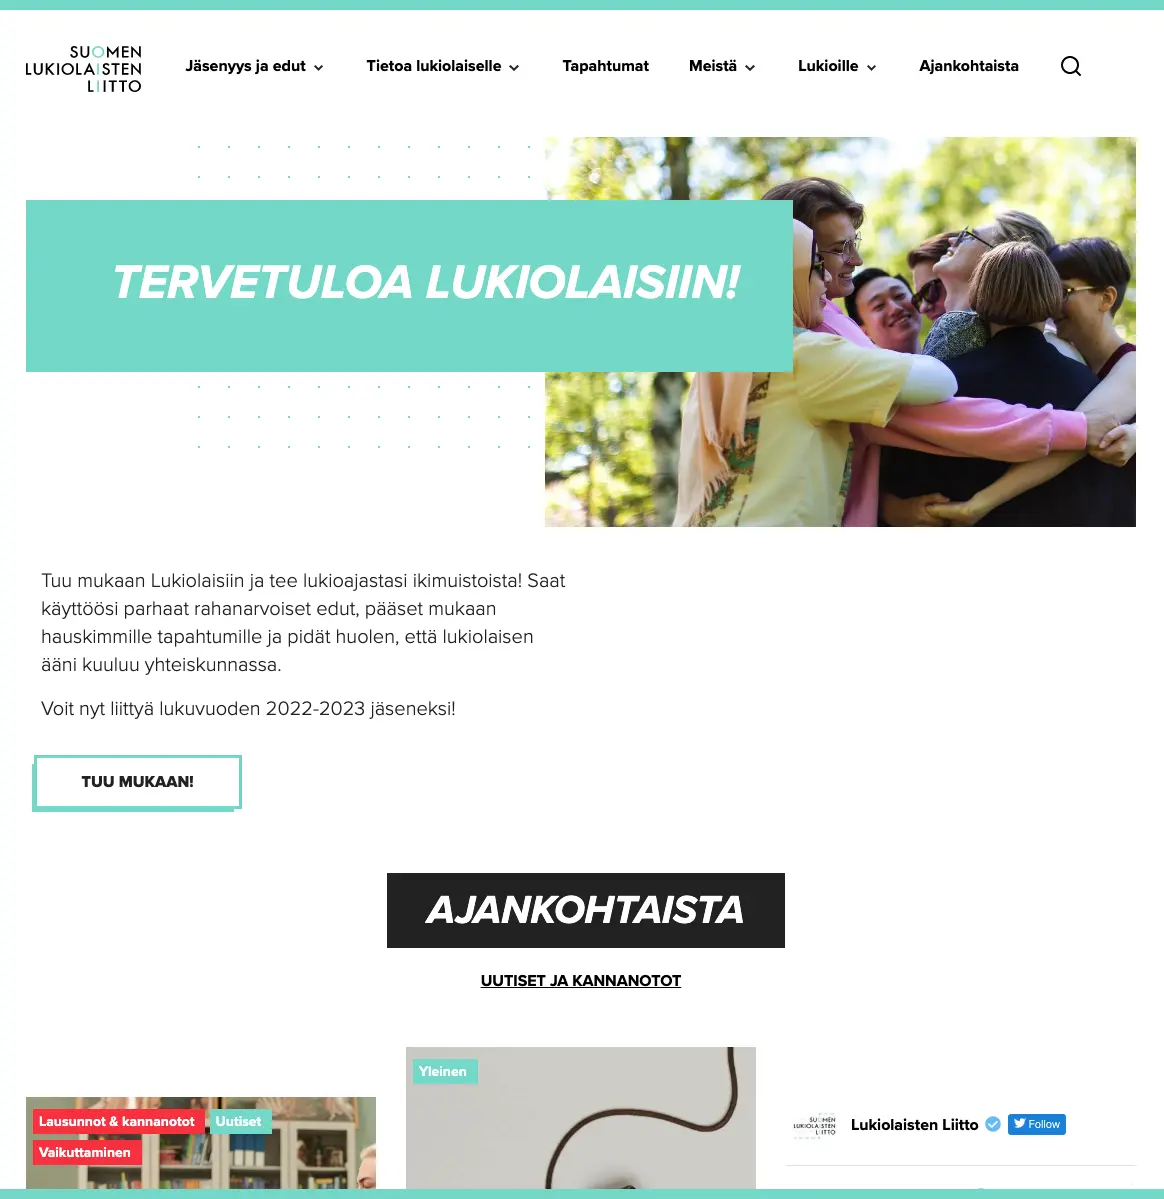 SUOMEN
LUKIOLAISTEN
LIITTO
Jäsenyys ja edut
Tietoa lukiolaiselle
Tapahtumat
Meistä
Lukioille
Ajankohtaista
TERVETULOA LUKIOLAISIIN!
Tuu mukaan Lukiolaisiin ja tee lukioajastasi ikimuistoista! Saat
käyttöösi parhaat rahanarvoiset edut, pääset mukaan
hauskimmille tapahtumille ja pidät huolen, että lukiolaisen
ääni kuuluu yhteiskunnassa.
Voit nyt liittyä lukuvuoden 2022-2023 jäseneksi!
TUU MUKAAN!
AJANKOHTAISTA
UUTISET JA KANNANOTOT
Lausunnot & kannanotot
Uutiset
Vaikuttaminen
Yleinen
SUOMEN
LUKIOLAISTEN
LIITTO
Lukiolaisten Liitto
Follow